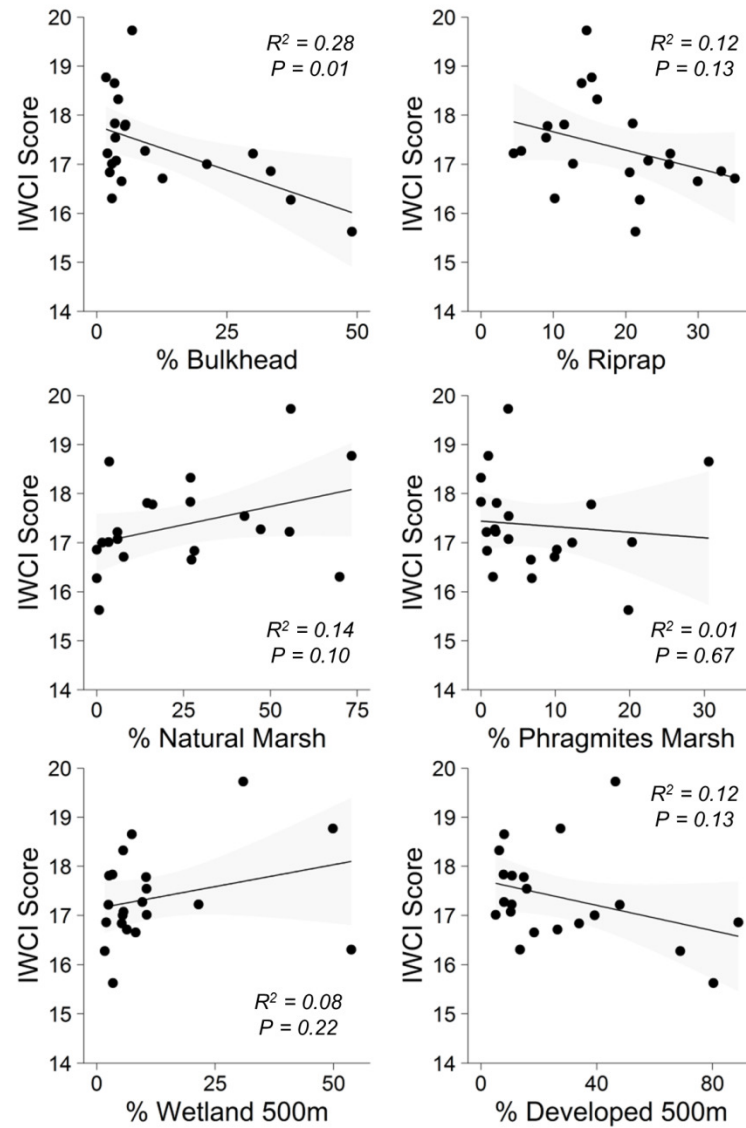 20
19
18
17
16
15
14
IWCI Score
R² = 0.28
P = 0.01
0
25
50
% Bulkhead
20
19
18
17
16
15
14
IWCI Score
R² = 0.12
P = 0.13
0
10
20
30
% Riprap
20
19
18
17
16
15
14
IWCI Score
R² = 0.14
P = 0.10
0
25
50
75
% Natural Marsh
20
19
18
17
16
15
14
IWCI Score
R² = 0.01
P = 0.67
0
10
20
30
% Phragmites Marsh
20
19
18
17
16
15
14
IWCI Score
R² = 0.08
P = 0.22
0
25
50
% Wetland 500m
20
19
18
17
16
15
14
IWCI Score
R² = 0.12
P = 0.13
0
40
80
% Developed 500m